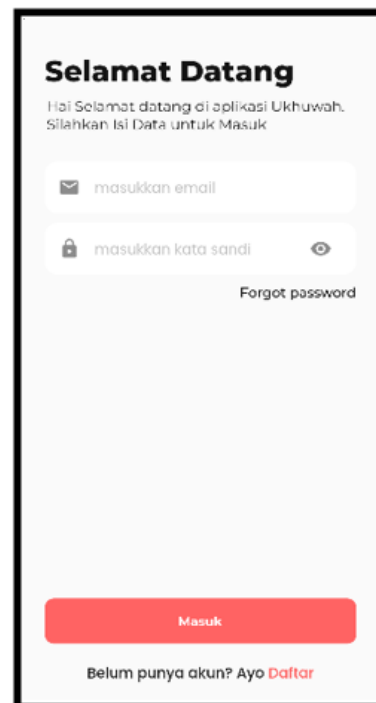 Selamat Datang
Hai Selamat datang di aplikasi Ukhuwah.
Silahkan Isi Data untuk Masuk
masukkan email
masukkan kata sandi
Forgot password
Masuk
Belum punya akun? Ayo Daftar